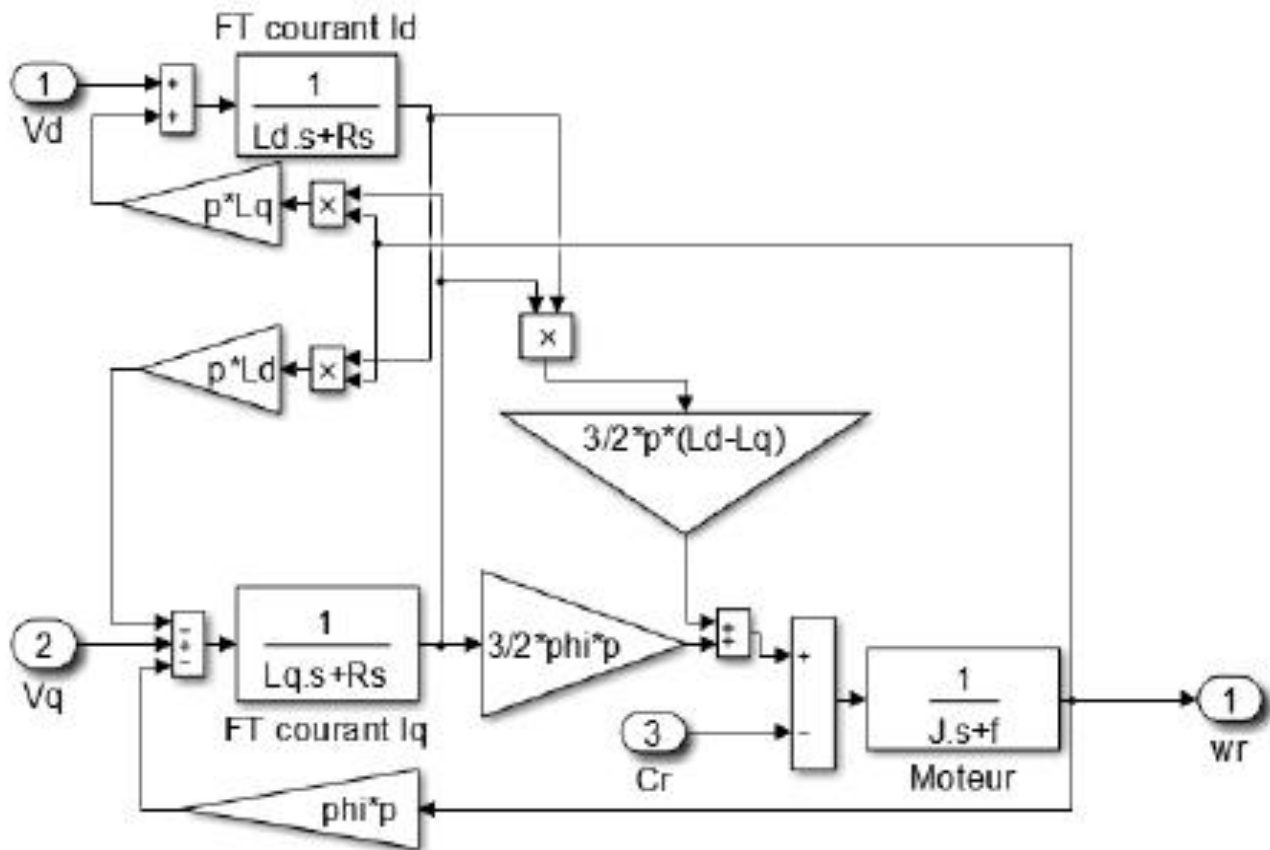 FT courant Id
1
Vd
+
+
1
Ld.s+Rs
p*Lq
×
p*Ld
×
×
3/2*p*(Ld-Lq)
2
Vq
−
+
−
1
Lq.s+Rs
FT courant Iq
3/2*phi*p
+
+
3
Cr
+
−
1
J.s+f
Moteur
1
wr
phi*p